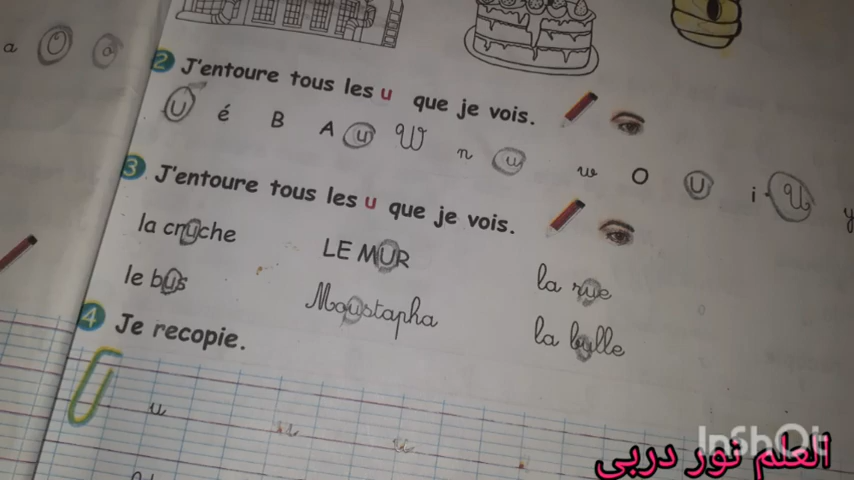 a O a
2 J'entoure tous les u que je vois.
U é B A u W n u w O U i U y
3 J'entoure tous les u que je vois.
la cruche LE MUR la rue
le bus Moustapha la bulle
4 Je recopie.
u u u
InShOt
العلم نور دربي